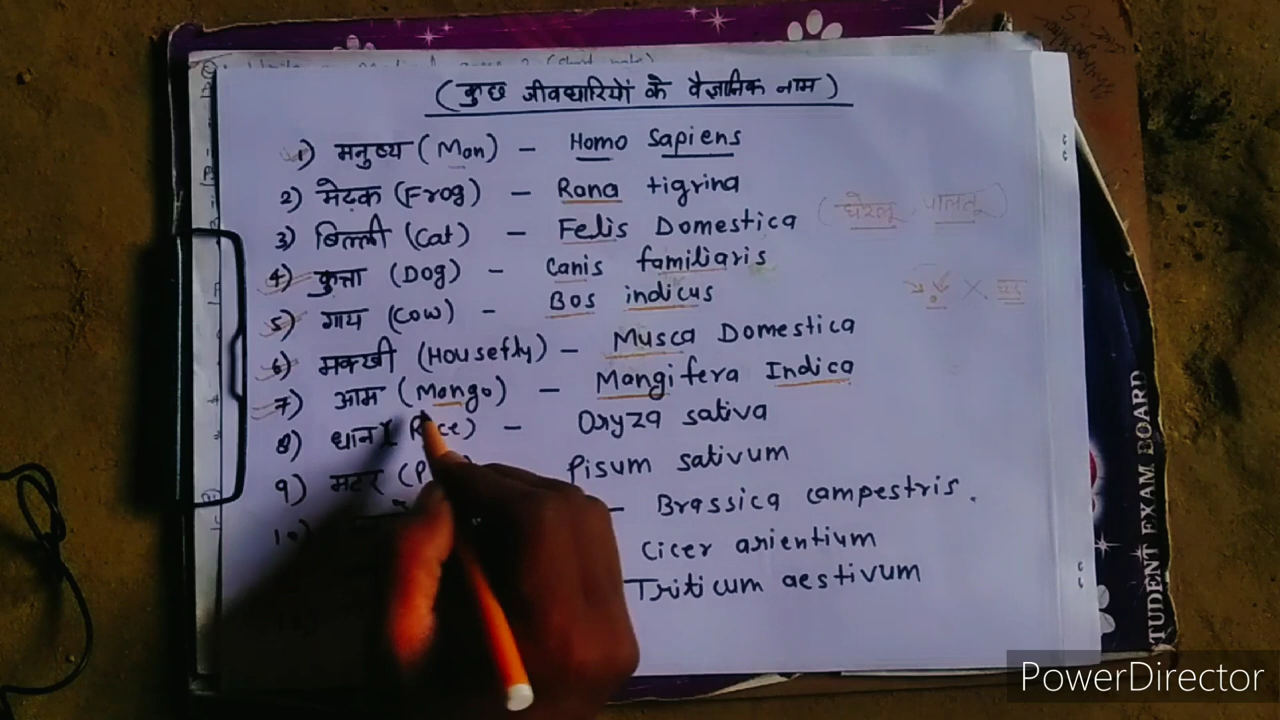 (कुछ जीवधारियों के वैज्ञानिक नाम)
1) मनुष्य (Man) - Homo Sapiens
2) मेढ़क (Frog) - Rana tigrina
(घरेलू, पालतू)
3) बिल्ली (Cat) - Felis Domestica
4) कुत्ता (Dog) - Canis familiaris
5) गाय (Cow) - Bos indicus
6) मक्खी (Housefly) - Musca Domestica
7) आम (Mango) - Mangifera Indica
8) धान (Rice) - Oryza sativa
9) मटर (P - Pisum sativum
10) - Brassica campestris.
Cicer arientium
Triticum aestivum
STUDENT EXAM BOARD
PowerDirector